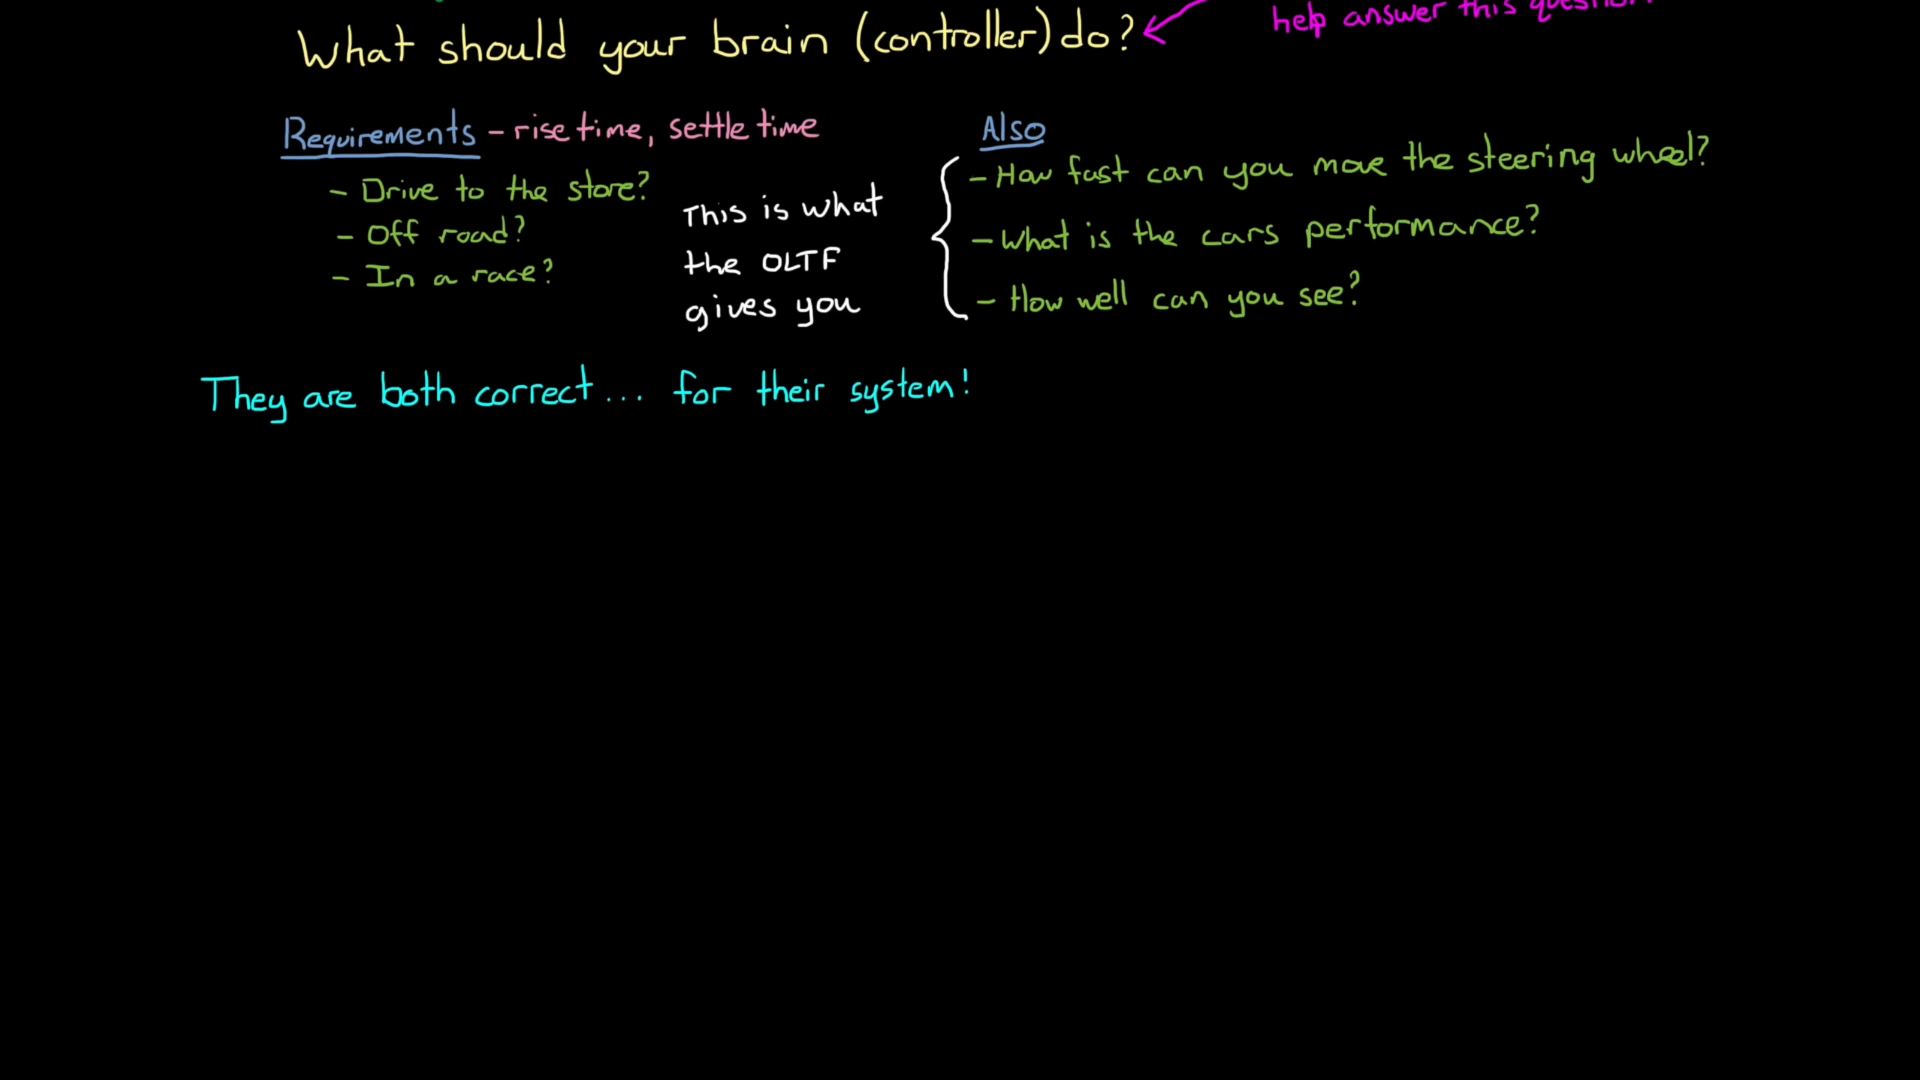 help answer this question
What should your brain (controller) do?
Requirements - rise time, settle time
- Drive to the store?
- Off road?
- In a race?
This is what
the OLTF
gives you
Also
- How fast can you move the steering wheel?
- What is the cars performance?
- How well can you see?
They are both correct... for their system!